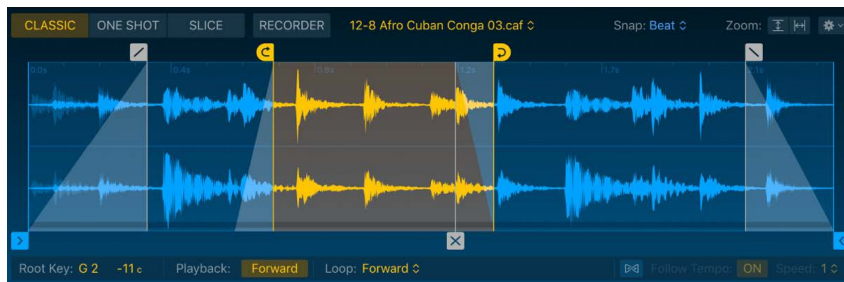 CLASSIC ONE SHOT SLICE RECORDER 12-8 Afro Cuban Conga 03.caf Snap: Beat Zoom:
0.0s 0.4s 0.8s 1.2s 1.7s 2.1s
Root Key: G 2 -11 c Playback: Forward Loop: Forward Follow Tempo: ON Speed: 1